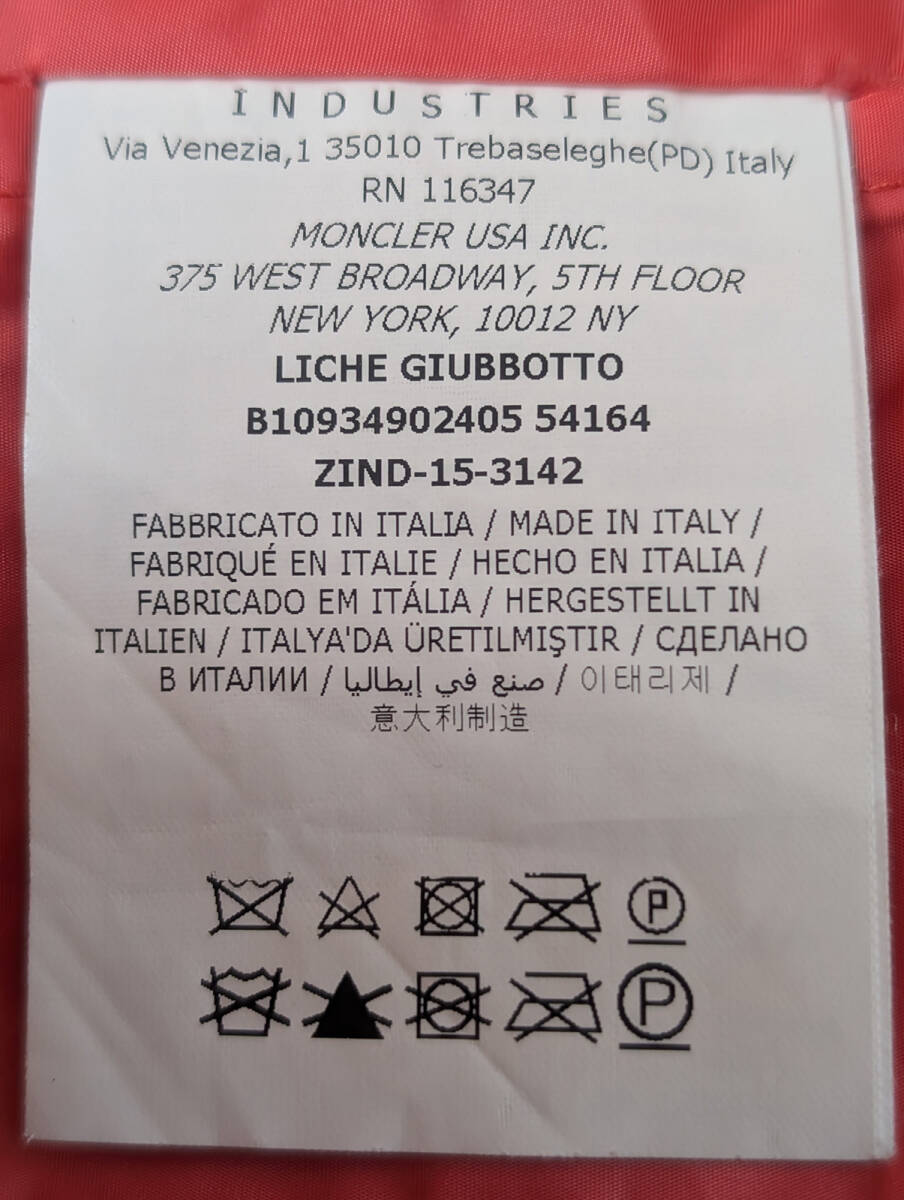 INDUSTRIES
Via Venezia,1 35010 Trebaseleghe(PD) Italy
RN 116347
MONCLER USA INC.
375 WEST BROADWAY, 5TH FLOOR
NEW YORK, 10012 NY
LICHE GIUBBOTTO
B10934902405 54164
ZIND-15-3142
FABBRICATO IN ITALIA / MADE IN ITALY /
FABRIQUÉ EN ITALIE / HECHO EN ITALIA /
FABRICADO EM ITÁLIA / HERGESTELLT IN
ITALIEN / ITALYA'DA ÜRETILMIŞTIR / СДЕЛАНО
В ИТАЛИИ / صنع في إيطاليا / 이태리제 /
意大利制造
P
P